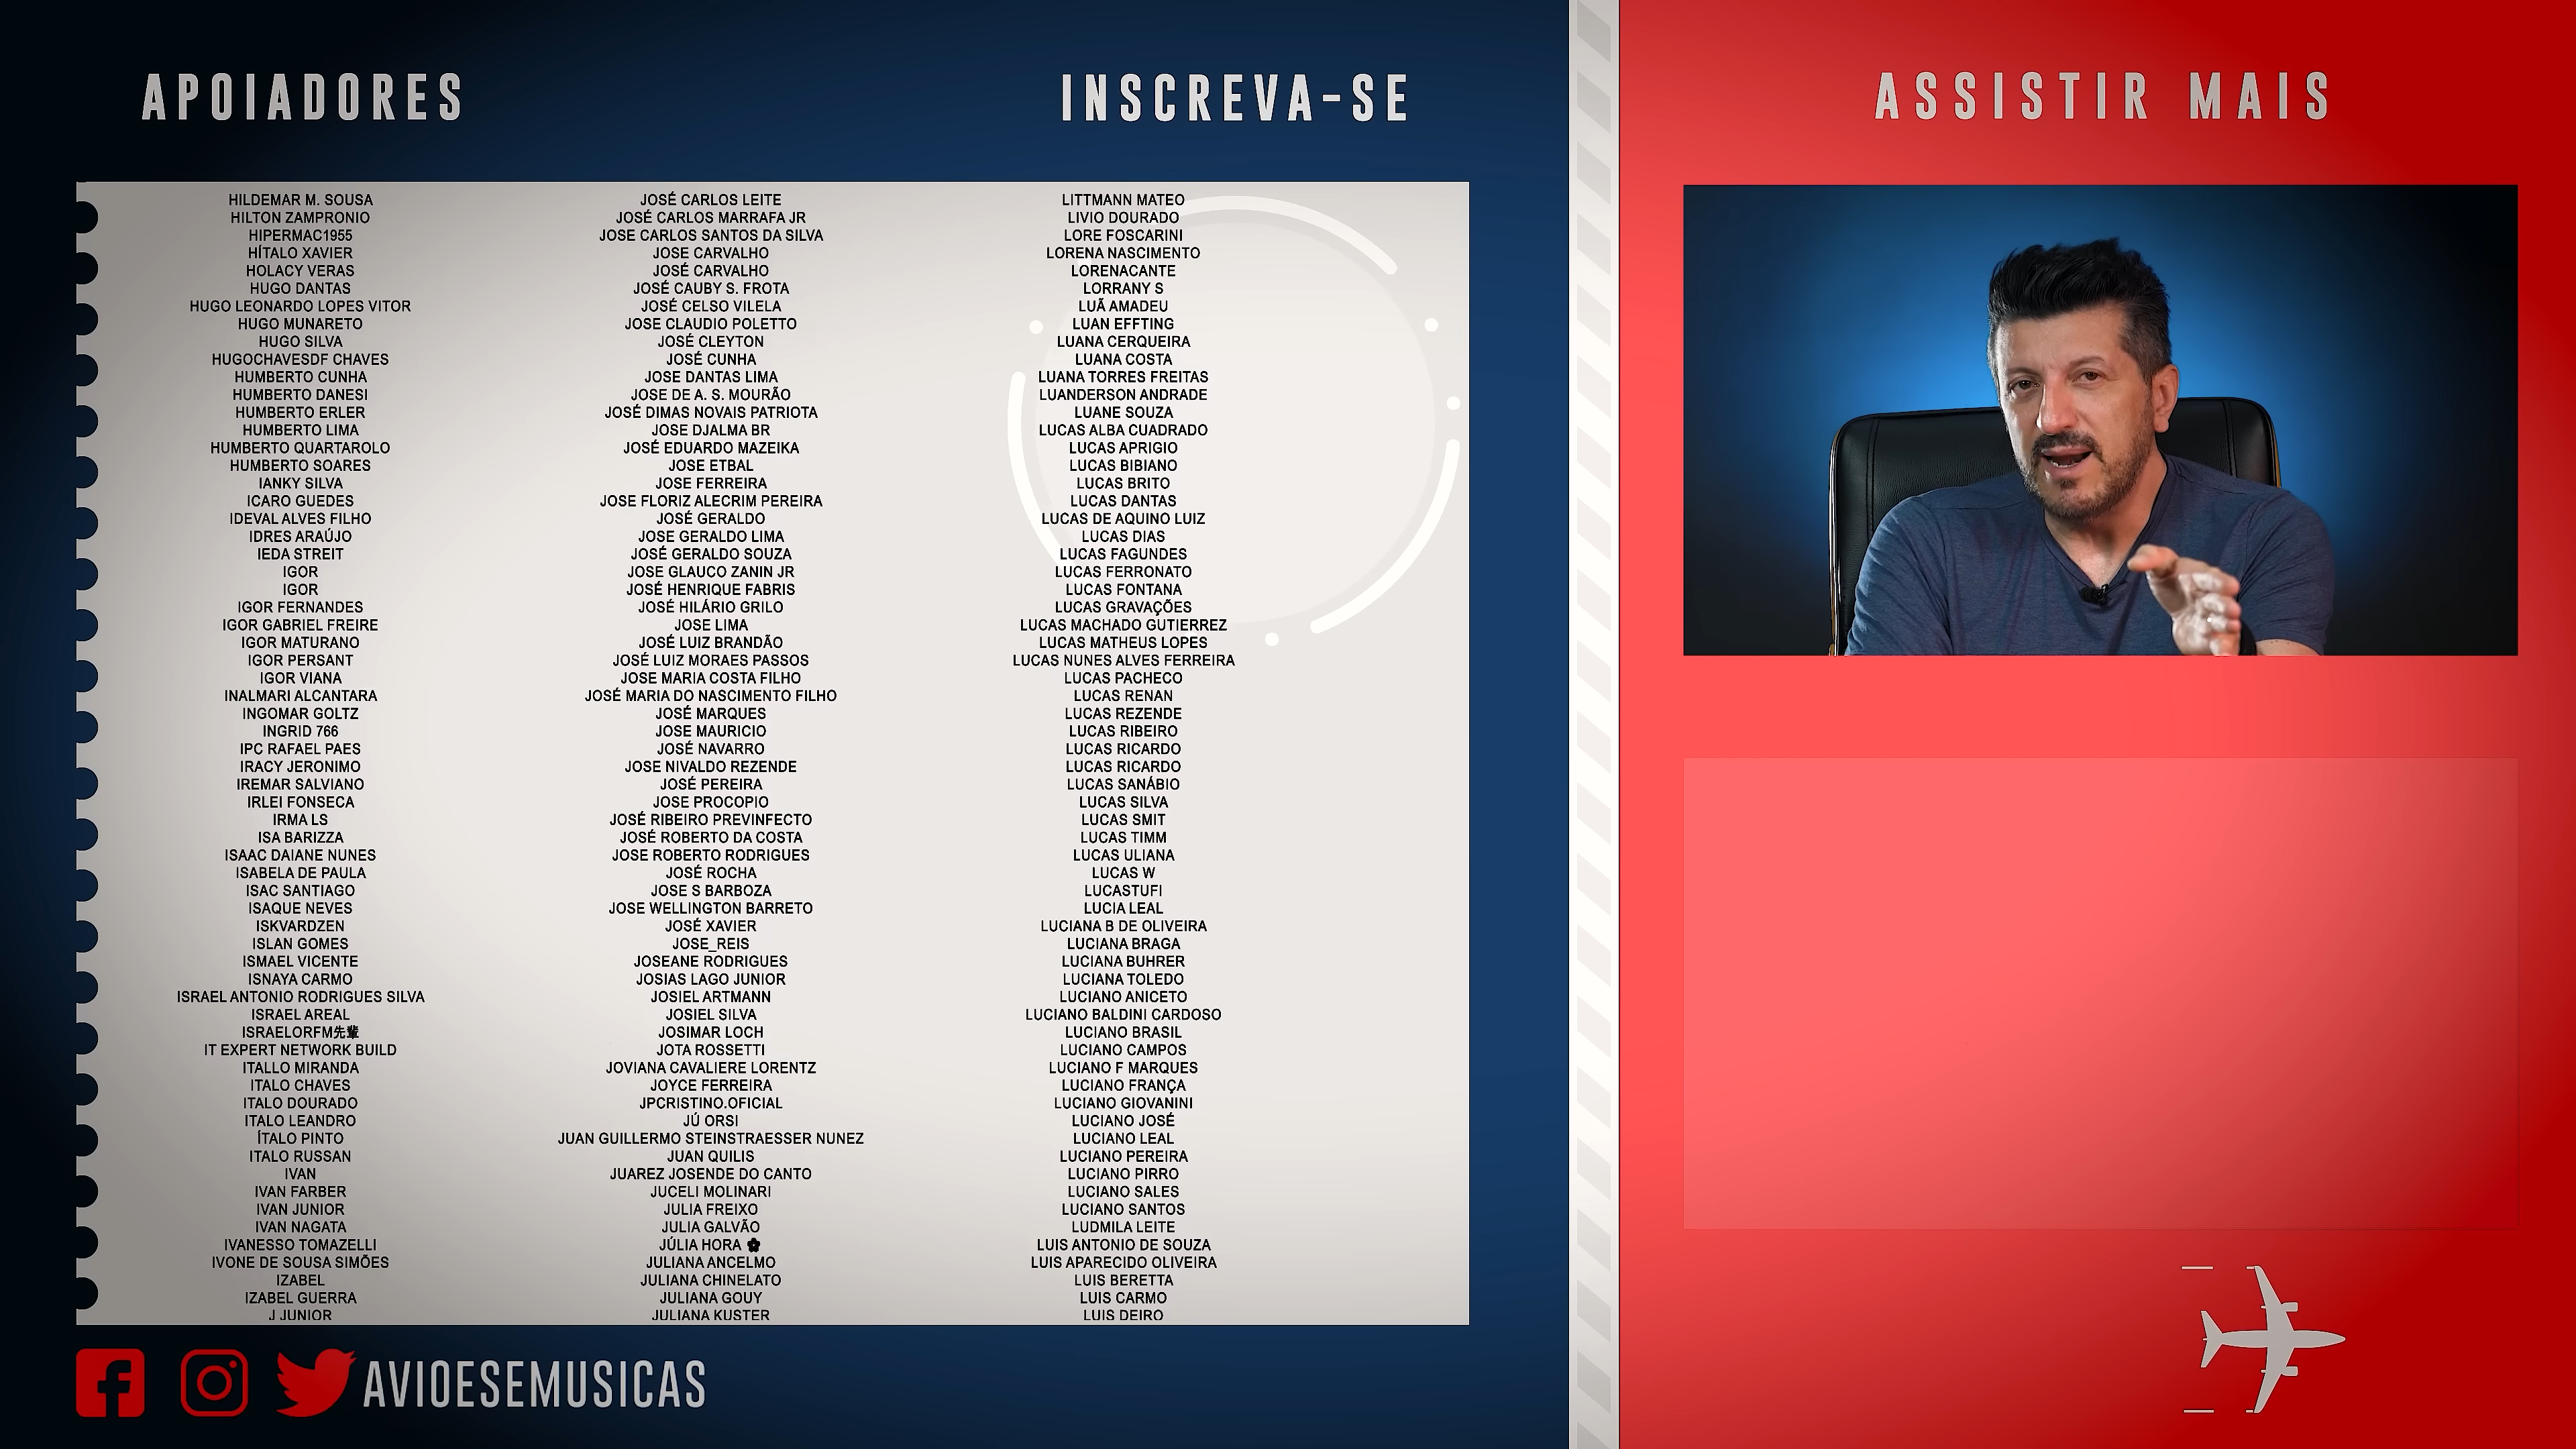 APOIADORES
INSCREVA-SE
ASSISTIR MAIS
HILDEMAR M. SOUSA
HILTON ZAMPRONIO
HIPERMAC1955
HÍTALO XAVIER
HOLACY VERAS
HUGO DANTAS
HUGO LEONARDO LOPES VITOR
HUGO MUNARETO
HUGO SILVA
HUGOCHAVESDF CHAVES
HUMBERTO CUNHA
HUMBERTO DANESI
HUMBERTO ERLER
HUMBERTO LIMA
HUMBERTO QUARTAROLO
HUMBERTO SOARES
IANKY SILVA
ICARO GUEDES
IDEVAL ALVES FILHO
IDRES ARAÚJO
IEDA STREIT
IGOR
IGOR
IGOR FERNANDES
IGOR GABRIEL FREIRE
IGOR MATURANO
IGOR PERSANT
IGOR VIANA
INALMARI ALCANTARA
INGOMAR GOLTZ
INGRID 766
IPC RAFAEL PAES
IRACY JERONIMO
IREMAR SALVIANO
IRLEI FONSECA
IRMA LS
ISA BARIZZA
ISAAC DAIANE NUNES
ISABELA DE PAULA
ISAC SANTIAGO
ISAQUE NEVES
ISKVARDZEN
ISLAN GOMES
ISMAEL VICENTE
ISNAYA CARMO
ISRAEL ANTONIO RODRIGUES SILVA
ISRAEL AREAL
ISRAELORFM先輩
IT EXPERT NETWORK BUILD
ITALLO MIRANDA
ITALO CHAVES
ITALO DOURADO
ITALO LEANDRO
ÍTALO PINTO
ITALO RUSSAN
IVAN
IVAN FARBER
IVAN JUNIOR
IVAN NAGATA
IVANESSO TOMAZELLI
IVONE DE SOUSA SIMÕES
IZABEL
IZABEL GUERRA
J JUNIOR
JOSÉ CARLOS LEITE
JOSÉ CARLOS MARRAFA JR
JOSE CARLOS SANTOS DA SILVA
JOSE CARVALHO
JOSÉ CARVALHO
JOSÉ CAUBY S. FROTA
JOSÉ CELSO VILELA
JOSE CLAUDIO POLETTO
JOSÉ CLEYTON
JOSÉ CUNHA
JOSE DANTAS LIMA
JOSE DE A. S. MOURÃO
JOSÉ DIMAS NOVAIS PATRIOTA
JOSE DJALMA BR
JOSÉ EDUARDO MAZEIKA
JOSE ETBAL
JOSE FERREIRA
JOSE FLORIZ ALECRIM PEREIRA
JOSÉ GERALDO
JOSE GERALDO LIMA
JOSÉ GERALDO SOUZA
JOSE GLAUCO ZANIN JR
JOSÉ HENRIQUE FABRIS
JOSÉ HILÁRIO GRILO
JOSE LIMA
JOSÉ LUIZ BRANDÃO
JOSÉ LUIZ MORAES PASSOS
JOSE MARIA COSTA FILHO
JOSÉ MARIA DO NASCIMENTO FILHO
JOSÉ MARQUES
JOSE MAURICIO
JOSÉ NAVARRO
JOSE NIVALDO REZENDE
JOSÉ PEREIRA
JOSE PROCOPIO
JOSÉ RIBEIRO PREVINFECTO
JOSÉ ROBERTO DA COSTA
JOSE ROBERTO RODRIGUES
JOSÉ ROCHA
JOSE S BARBOZA
JOSE WELLINGTON BARRETO
JOSÉ XAVIER
JOSE_REIS
JOSEANE RODRIGUES
JOSIAS LAGO JUNIOR
JOSIEL ARTMANN
JOSIEL SILVA
JOSIMAR LOCH
JOTA ROSSETTI
JOVIANA CAVALIERE LORENTZ
JOYCE FERREIRA
JPCRISTINO.OFICIAL
JÚ ORSI
JUAN GUILLERMO STEINSTRAESSER NUNEZ
JUAN QUILIS
JUAREZ JOSENDE DO CANTO
JUCELI MOLINARI
JULIA FREIXO
JULIA GALVÃO
JÚLIA HORA
JULIANA ANCELMO
JULIANA CHINELATO
JULIANA GOUY
JULIANA KUSTER
LITTMANN MATEO
LIVIO DOURADO
LORE FOSCARINI
LORENA NASCIMENTO
LORENACANTE
LORRANY S
LUÃ AMADEU
LUAN EFFTING
LUANA CERQUEIRA
LUANA COSTA
LUANA TORRES FREITAS
LUANDERSON ANDRADE
LUANE SOUZA
LUCAS ALBA CUADRADO
LUCAS APRIGIO
LUCAS BIBIANO
LUCAS BRITO
LUCAS DANTAS
LUCAS DE AQUINO LUIZ
LUCAS DIAS
LUCAS FAGUNDES
LUCAS FERRONATO
LUCAS FONTANA
LUCAS GRAVAÇÕES
LUCAS MACHADO GUTIERREZ
LUCAS MATHEUS LOPES
LUCAS NUNES ALVES FERREIRA
LUCAS PACHECO
LUCAS RENAN
LUCAS REZENDE
LUCAS RIBEIRO
LUCAS RICARDO
LUCAS RICARDO
LUCAS SANÁBIO
LUCAS SILVA
LUCAS SMIT
LUCAS TIMM
LUCAS ULIANA
LUCAS W
LUCASTUFI
LUCIA LEAL
LUCIANA B DE OLIVEIRA
LUCIANA BRAGA
LUCIANA BUHRER
LUCIANA TOLEDO
LUCIANO ANICETO
LUCIANO BALDINI CARDOSO
LUCIANO BRASIL
LUCIANO CAMPOS
LUCIANO F MARQUES
LUCIANO FRANÇA
LUCIANO GIOVANINI
LUCIANO JOSÉ
LUCIANO LEAL
LUCIANO PEREIRA
LUCIANO PIRRO
LUCIANO SALES
LUCIANO SANTOS
LUDMILA LEITE
LUIS ANTONIO DE SOUZA
LUIS APARECIDO OLIVEIRA
LUIS BERETTA
LUIS CARMO
LUIS DEIRO
AVIOESEMUSICAS